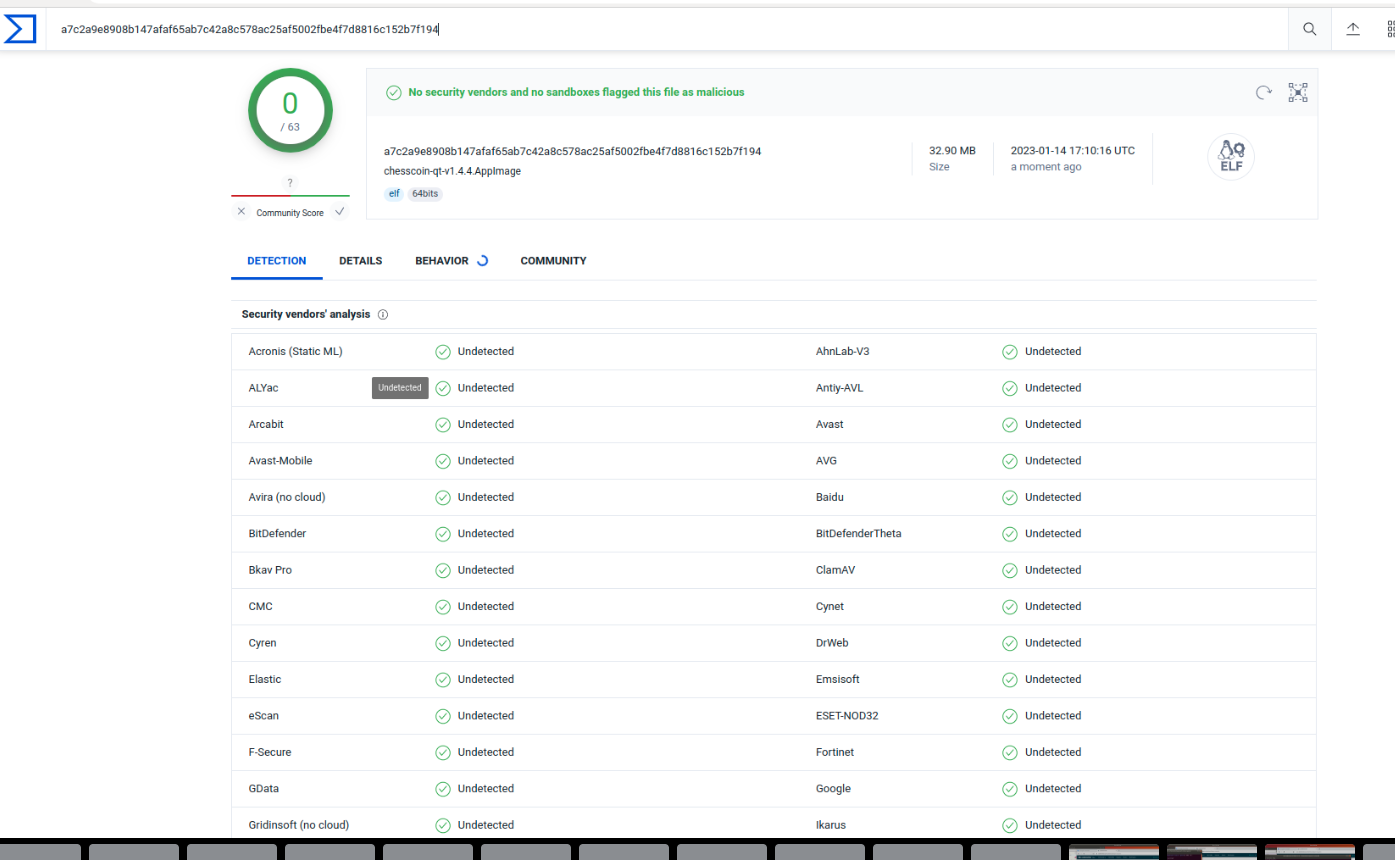 a7c2a9e8908b147afaf65ab7c42a8c578ac25af5002fbe4f7d8816c152b7f194
0
/ 63
?
Community Score
No security vendors and no sandboxes flagged this file as malicious
a7c2a9e8908b147afaf65ab7c42a8c578ac25af5002fbe4f7d8816c152b7f194
chesscoin-qt-v1.4.4.AppImage
elf 64bits
32.90 MB
Size
2023-01-14 17:10:16 UTC
a moment ago
ELF
DETECTION DETAILS BEHAVIOR COMMUNITY
Security vendors' analysis
Acronis (Static ML) Undetected AhnLab-V3 Undetected
ALYac Undetected Undetected Antiy-AVL Undetected
Arcabit Undetected Avast Undetected
Avast-Mobile Undetected AVG Undetected
Avira (no cloud) Undetected Baidu Undetected
BitDefender Undetected BitDefenderTheta Undetected
Bkav Pro Undetected ClamAV Undetected
CMC Undetected Cynet Undetected
Cyren Undetected DrWeb Undetected
Elastic Undetected Emsisoft Undetected
eScan Undetected ESET-NOD32 Undetected
F-Secure Undetected Fortinet Undetected
GData Undetected Google Undetected
Gridinsoft (no cloud) Undetected Ikarus Undetected